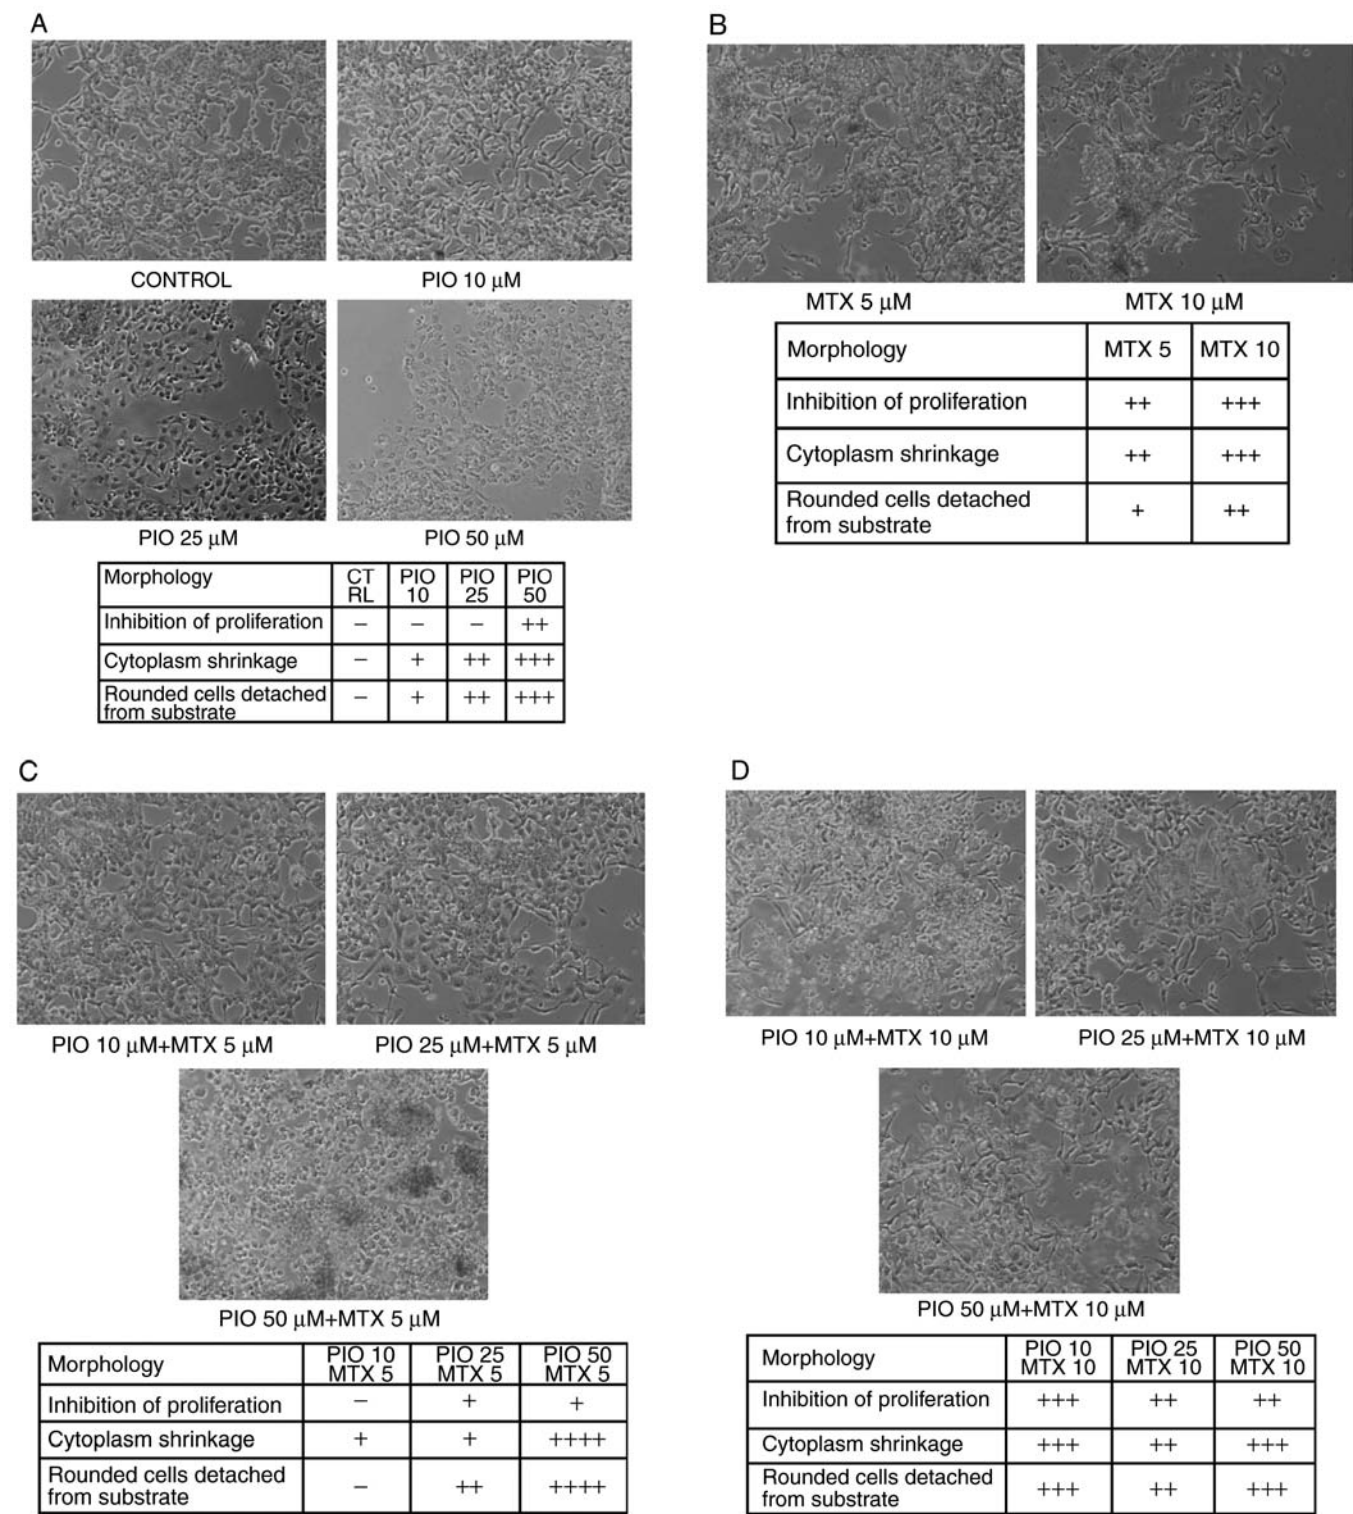 A
CONTROL
PIO 10 μM
PIO 25 μM
PIO 50 μM
Morphology CT RL PIO 10 PIO 25 PIO 50
Inhibition of proliferation – – – ++
Cytoplasm shrinkage – + ++ +++
Rounded cells detached from substrate – + ++ +++
B
MTX 5 μM
MTX 10 μM
Morphology MTX 5 MTX 10
Inhibition of proliferation ++ +++
Cytoplasm shrinkage ++ +++
Rounded cells detached from substrate + ++
C
PIO 10 μM+MTX 5 μM
PIO 25 μM+MTX 5 μM
PIO 50 μM+MTX 5 μM
Morphology PIO 10 MTX 5 PIO 25 MTX 5 PIO 50 MTX 5
Inhibition of proliferation – + +
Cytoplasm shrinkage + + ++++
Rounded cells detached from substrate – ++ ++++
D
PIO 10 μM+MTX 10 μM
PIO 25 μM+MTX 10 μM
PIO 50 μM+MTX 10 μM
Morphology PIO 10 MTX 10 PIO 25 MTX 10 PIO 50 MTX 10
Inhibition of proliferation +++ ++ ++
Cytoplasm shrinkage +++ ++ +++
Rounded cells detached from substrate +++ ++ +++